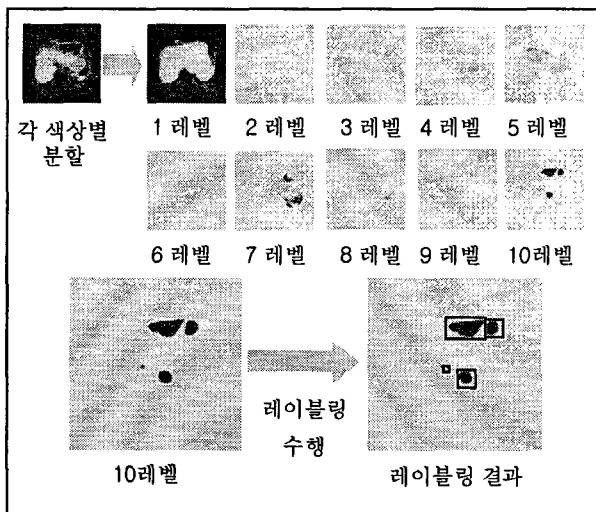 각 색상별
분할
1 레벨
2 레벨
3 레벨
4 레벨
5 레벨
6 레벨
7 레벨
8 레벨
9 레벨
10레벨
레이블링
수행
10레벨
레이블링 결과